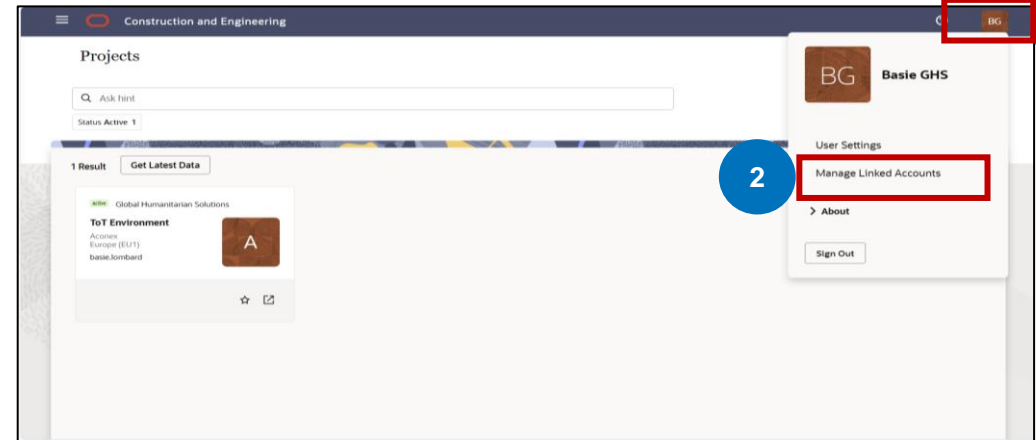 Construction and Engineering
BG
Projects
Ask hint
Status Active 1
1 Result Get Latest Data
Active Global Humanitarian Solutions
ToT Environment
Aconex
Europe (EU1)
basie.lombard
A
BG Basie GHS
User Settings
2
Manage Linked Accounts
About
Sign Out